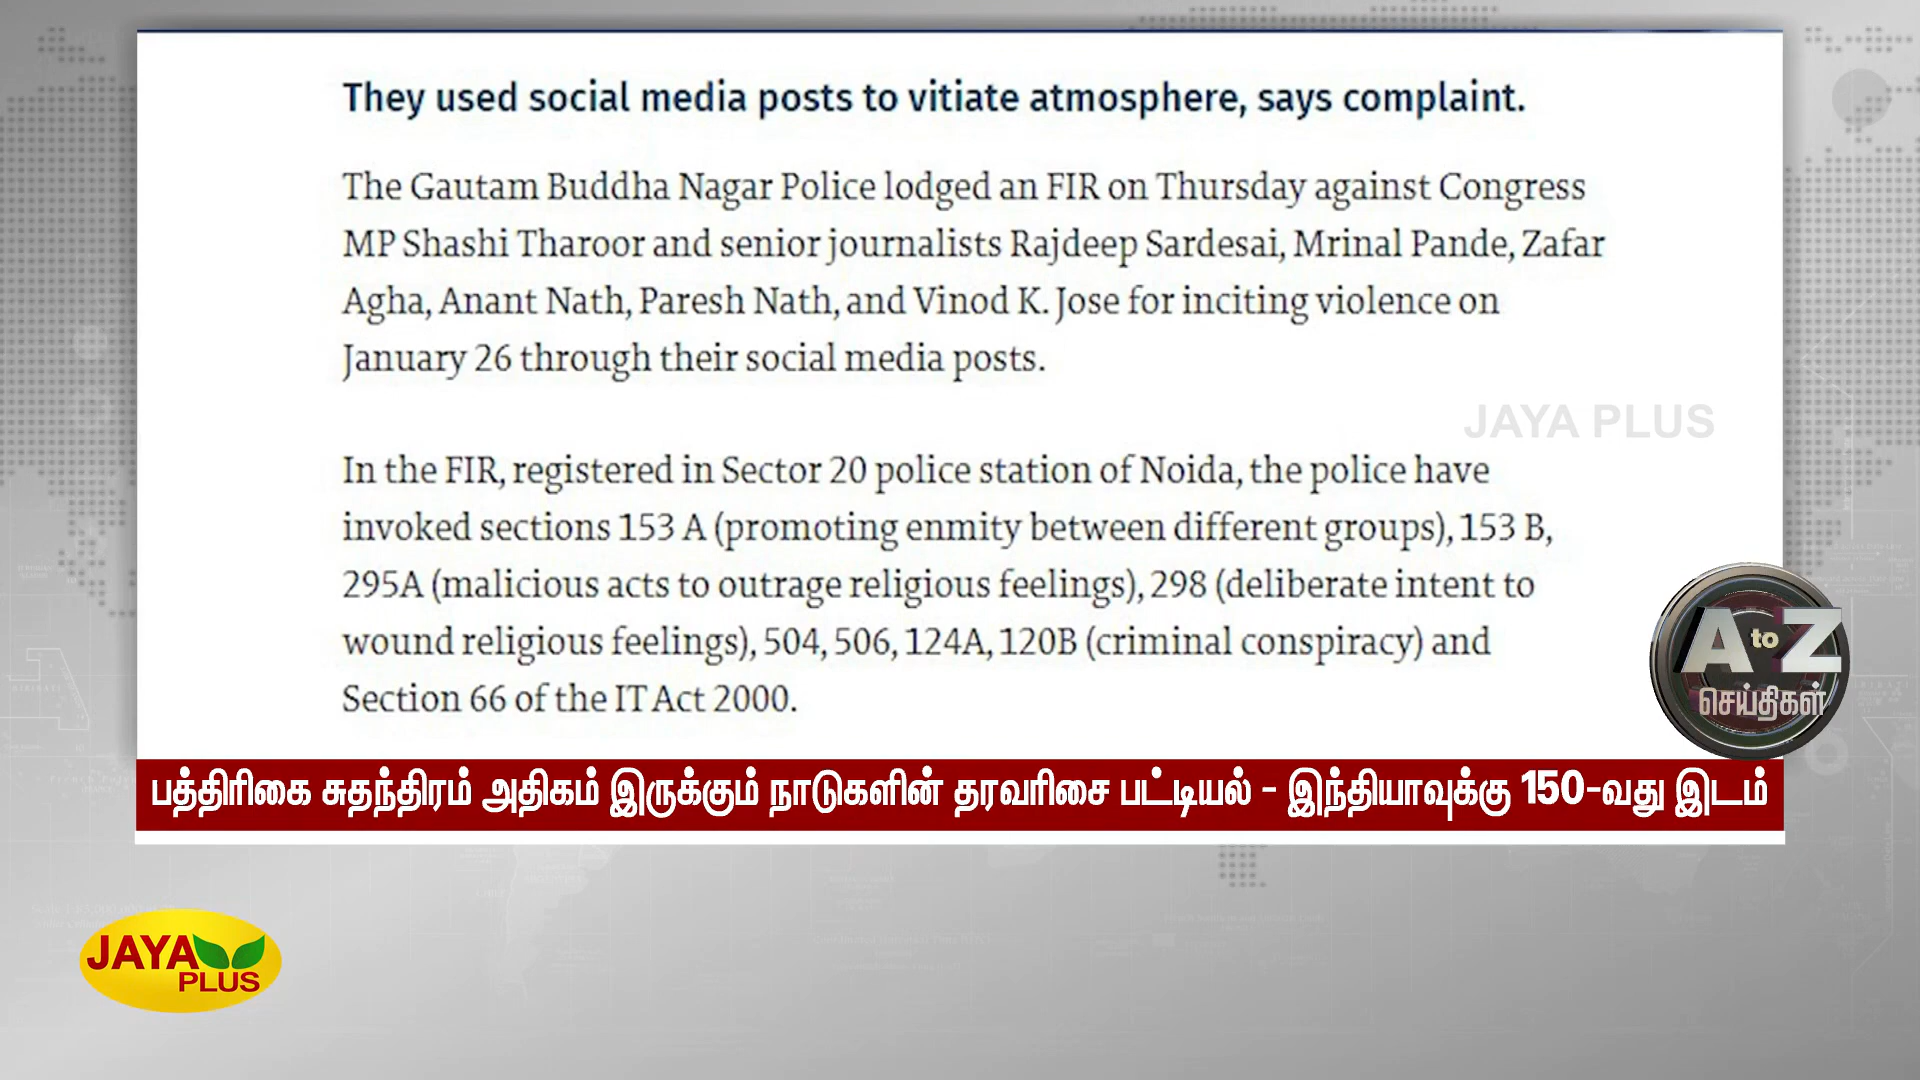 They used social media posts to vitiate atmosphere, says complaint.
The Gautam Buddha Nagar Police lodged an FIR on Thursday against Congress
MP Shashi Tharoor and senior journalists Rajdeep Sardesai, Mrinal Pande, Zafar
Agha, Anant Nath, Paresh Nath, and Vinod K. Jose for inciting violence on
January 26 through their social media posts.
JAYA PLUS
In the FIR, registered in Sector 20 police station of Noida, the police have
invoked sections 153 A (promoting enmity between different groups), 153 B,
295A (malicious acts to outrage religious feelings), 298 (deliberate intent to
wound religious feelings), 504, 506, 124A, 120B (criminal conspiracy) and
Section 66 of the IT Act 2000.
A to Z
செய்திகள்
பத்திரிகை சுதந்திரம் அதிகம் இருக்கும் நாடுகளின் தரவரிசை பட்டியல் - இந்தியாவுக்கு 150-வது இடம்
JAYA
PLUS